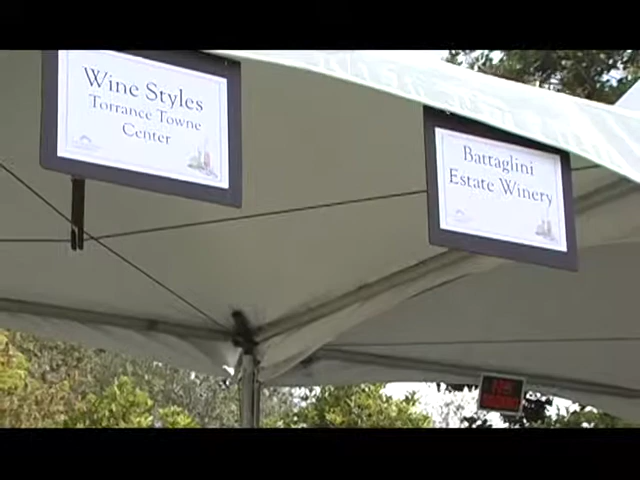 Wine Styles
Torrance Towne
Center
Battaglini
Estate Winery